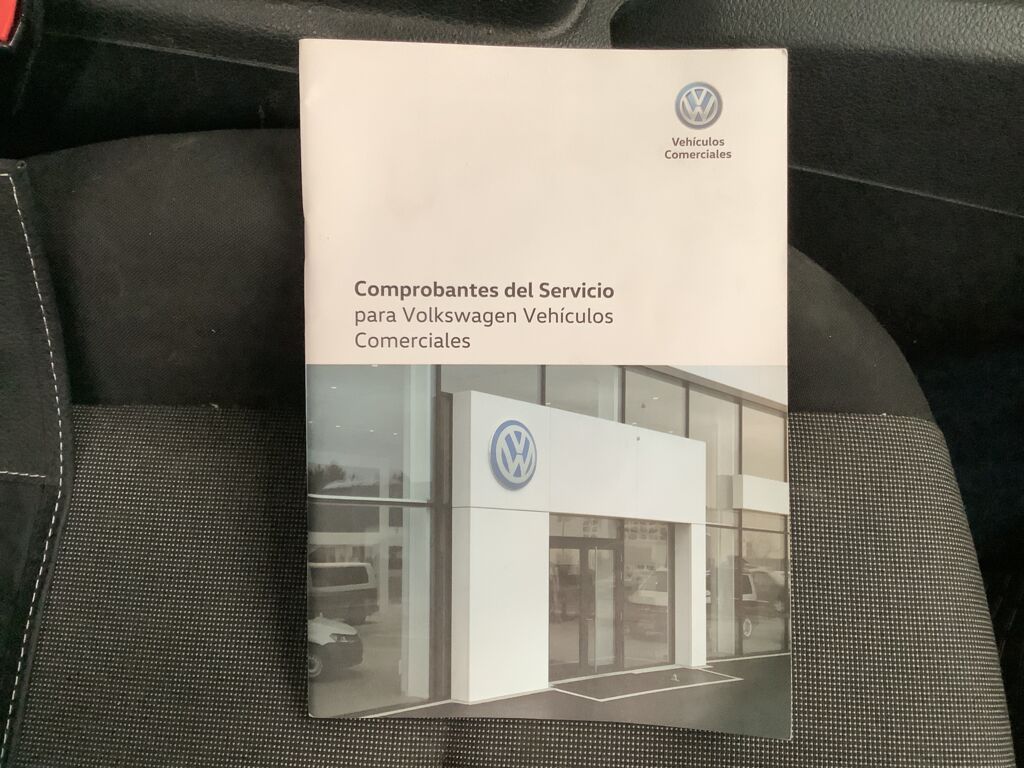 Vehículos
Comerciales
Comprobantes del Servicio
para Volkswagen Vehículos
Comerciales